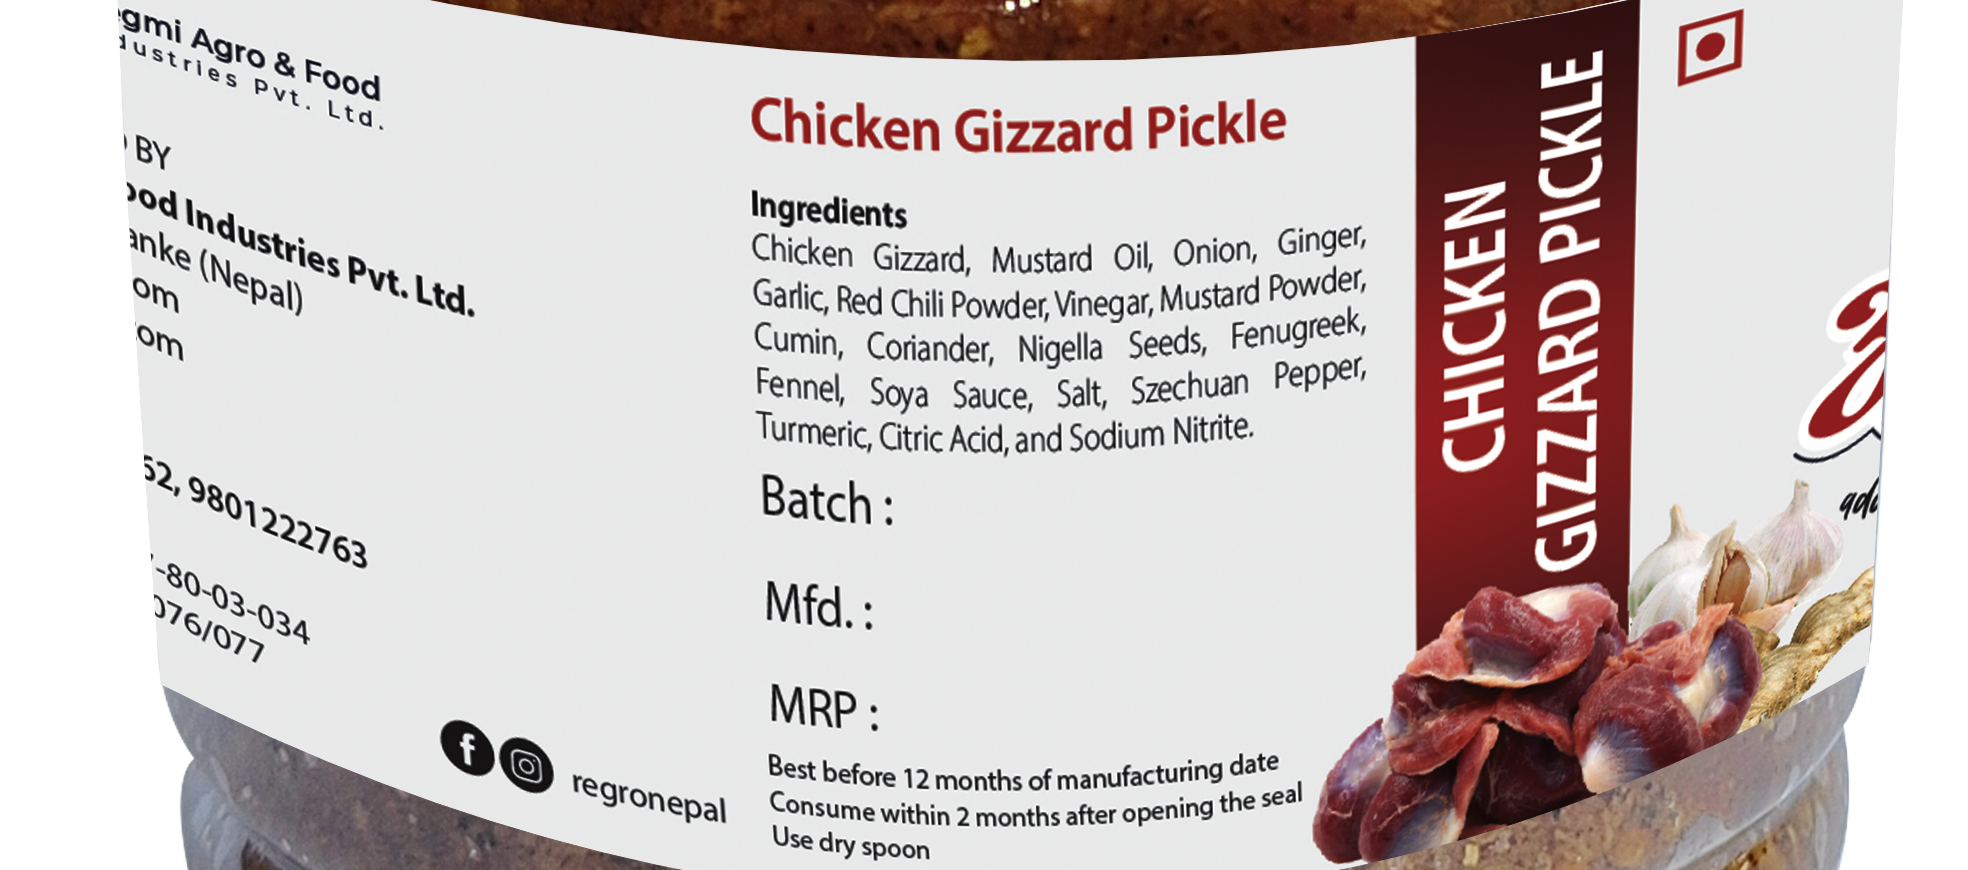 egmi Agro & Food
dustries Pvt. Ltd.
BY
ood Industries Pvt. Ltd.
anke (Nepal)
om
om
62, 9801222763
-80-03-034
076/077
regronepal
Chicken Gizzard Pickle
Ingredients
Chicken Gizzard, Mustard Oil, Onion, Ginger,
Garlic, Red Chili Powder, Vinegar, Mustard Powder,
Cumin, Coriander, Nigella Seeds, Fenugreek,
Fennel, Soya Sauce, Salt, Szechuan Pepper,
Turmeric, Citric Acid, and Sodium Nitrite.
Batch :
Mfd. :
MRP :
Best before 12 months of manufacturing date
Consume within 2 months after opening the seal
Use dry spoon
CHICKEN
GIZZARD PICKLE